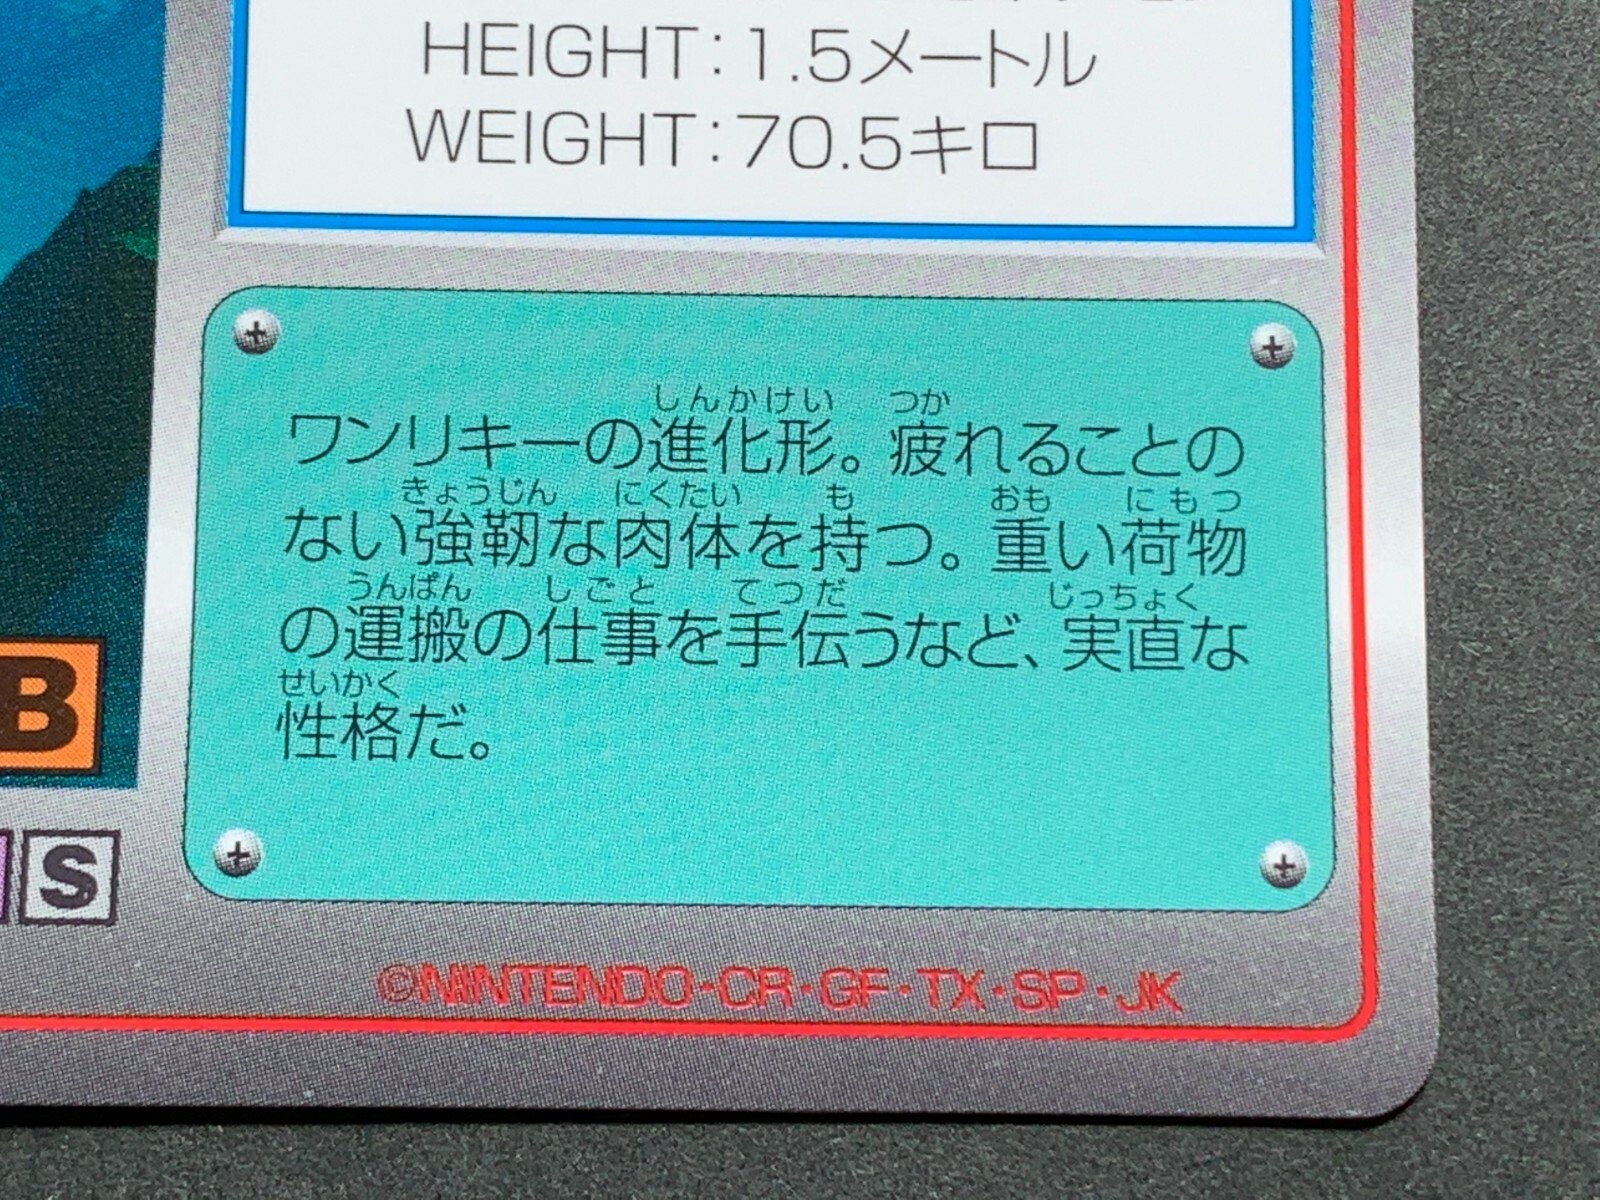 HEIGHT:1.5メートル
WEIGHT:70.5キロ
しんかけい つか
ワンリキーの進化形。疲れることの
きょうじん にくたい も おも にもつ
ない強靭な肉体を持つ。重い荷物
うんぱん しごと てつだ じっちょく
の運搬の仕事を手伝うなど、実直な
せいかく
性格だ。
B
S
©NINTENDO・CR・GF・TX・SP・JK